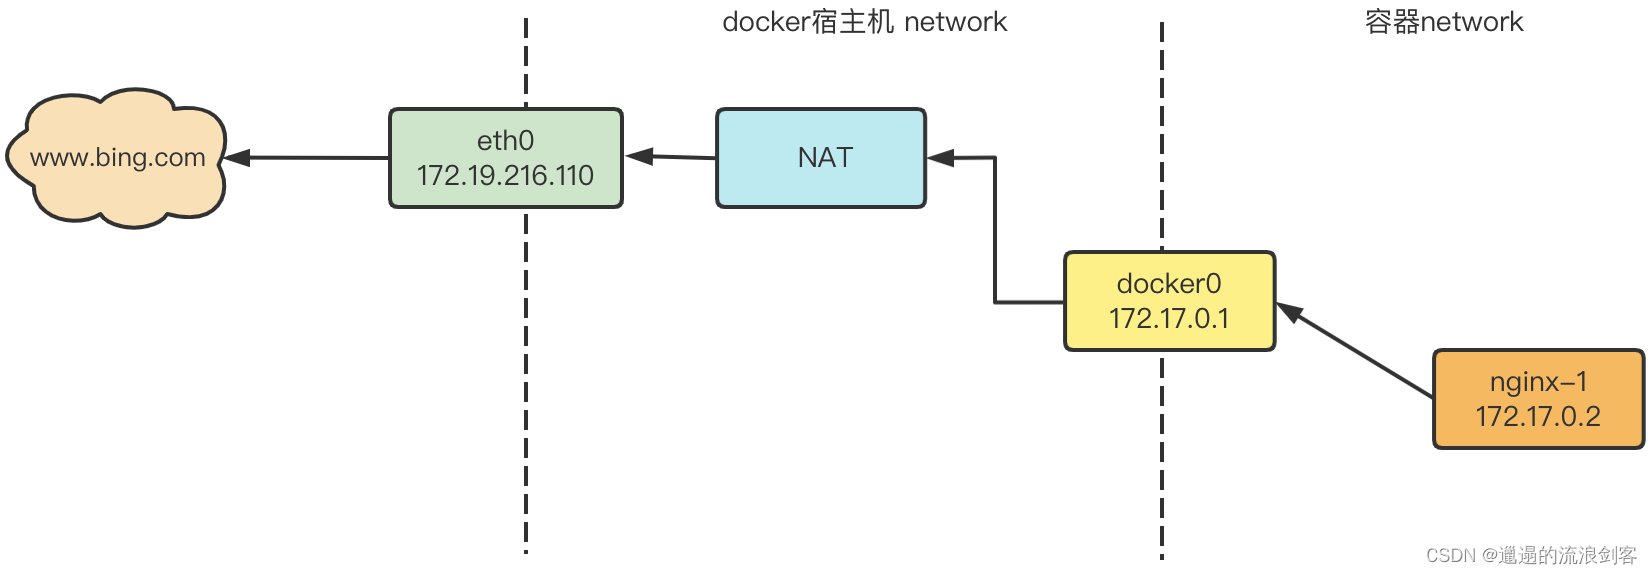 docker宿主机 network
容器network
www.bing.com
eth0
172.19.216.110
NAT
docker0
172.17.0.1
nginx-1
172.17.0.2
CSDN @邋遢的流浪剑客